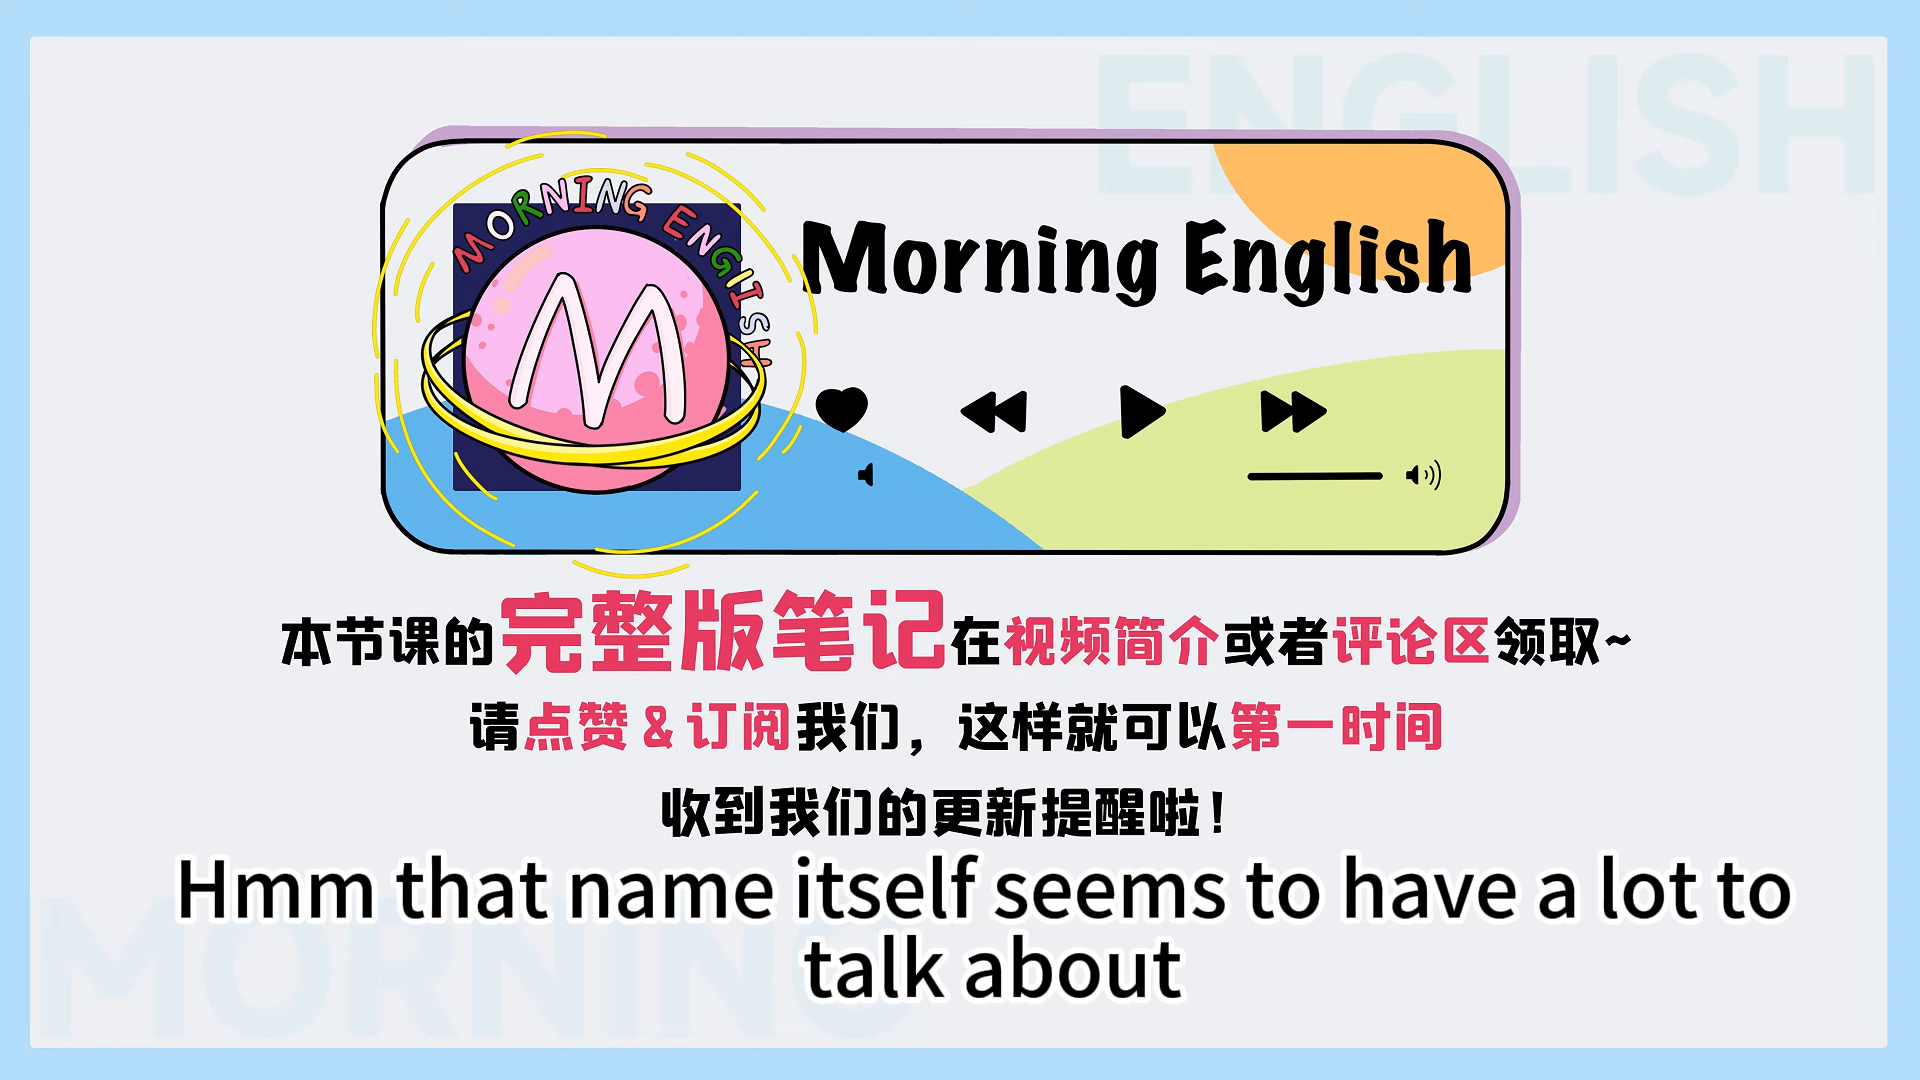 ENGLISH
MORNING ENGLISH
M
Morning English
本节课的完整版笔记在视频简介或者评论区领取~
请点赞&订阅我们，这样就可以第一时间
收到我们的更新提醒啦！
MORNING
Hmm that name itself seems to have a lot to
talk about